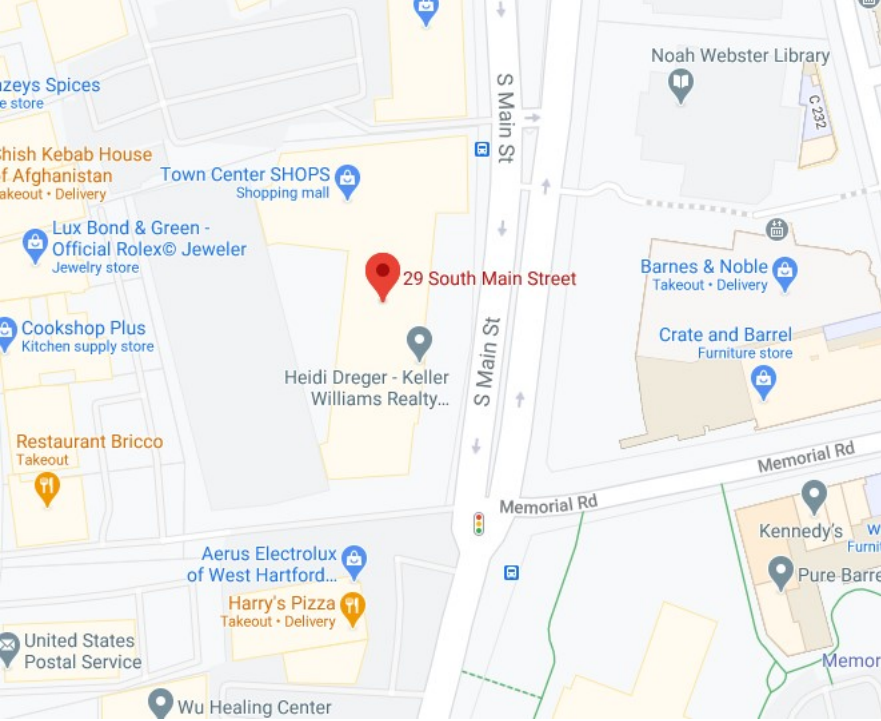 S Main St
Noah Webster Library
C 232
zeys Spices
e store
Shish Kebab House
of Afghanistan
akeout • Delivery
Town Center SHOPS
Shopping mall
Lux Bond & Green -
Official Rolex© Jeweler
Jewelry store
29 South Main Street
Barnes & Noble
Takeout • Delivery
Cookshop Plus
Kitchen supply store
Crate and Barrel
Furniture store
S Main St
Heidi Dreger - Keller
Williams Realty...
Restaurant Bricco
Takeout
Memorial Rd
Memorial Rd
Kennedy's
W
Furni
Aerus Electrolux
of West Hartford...
Pure Barre
Harry's Pizza
Takeout • Delivery
United States
Postal Service
Memor
Wu Healing Center